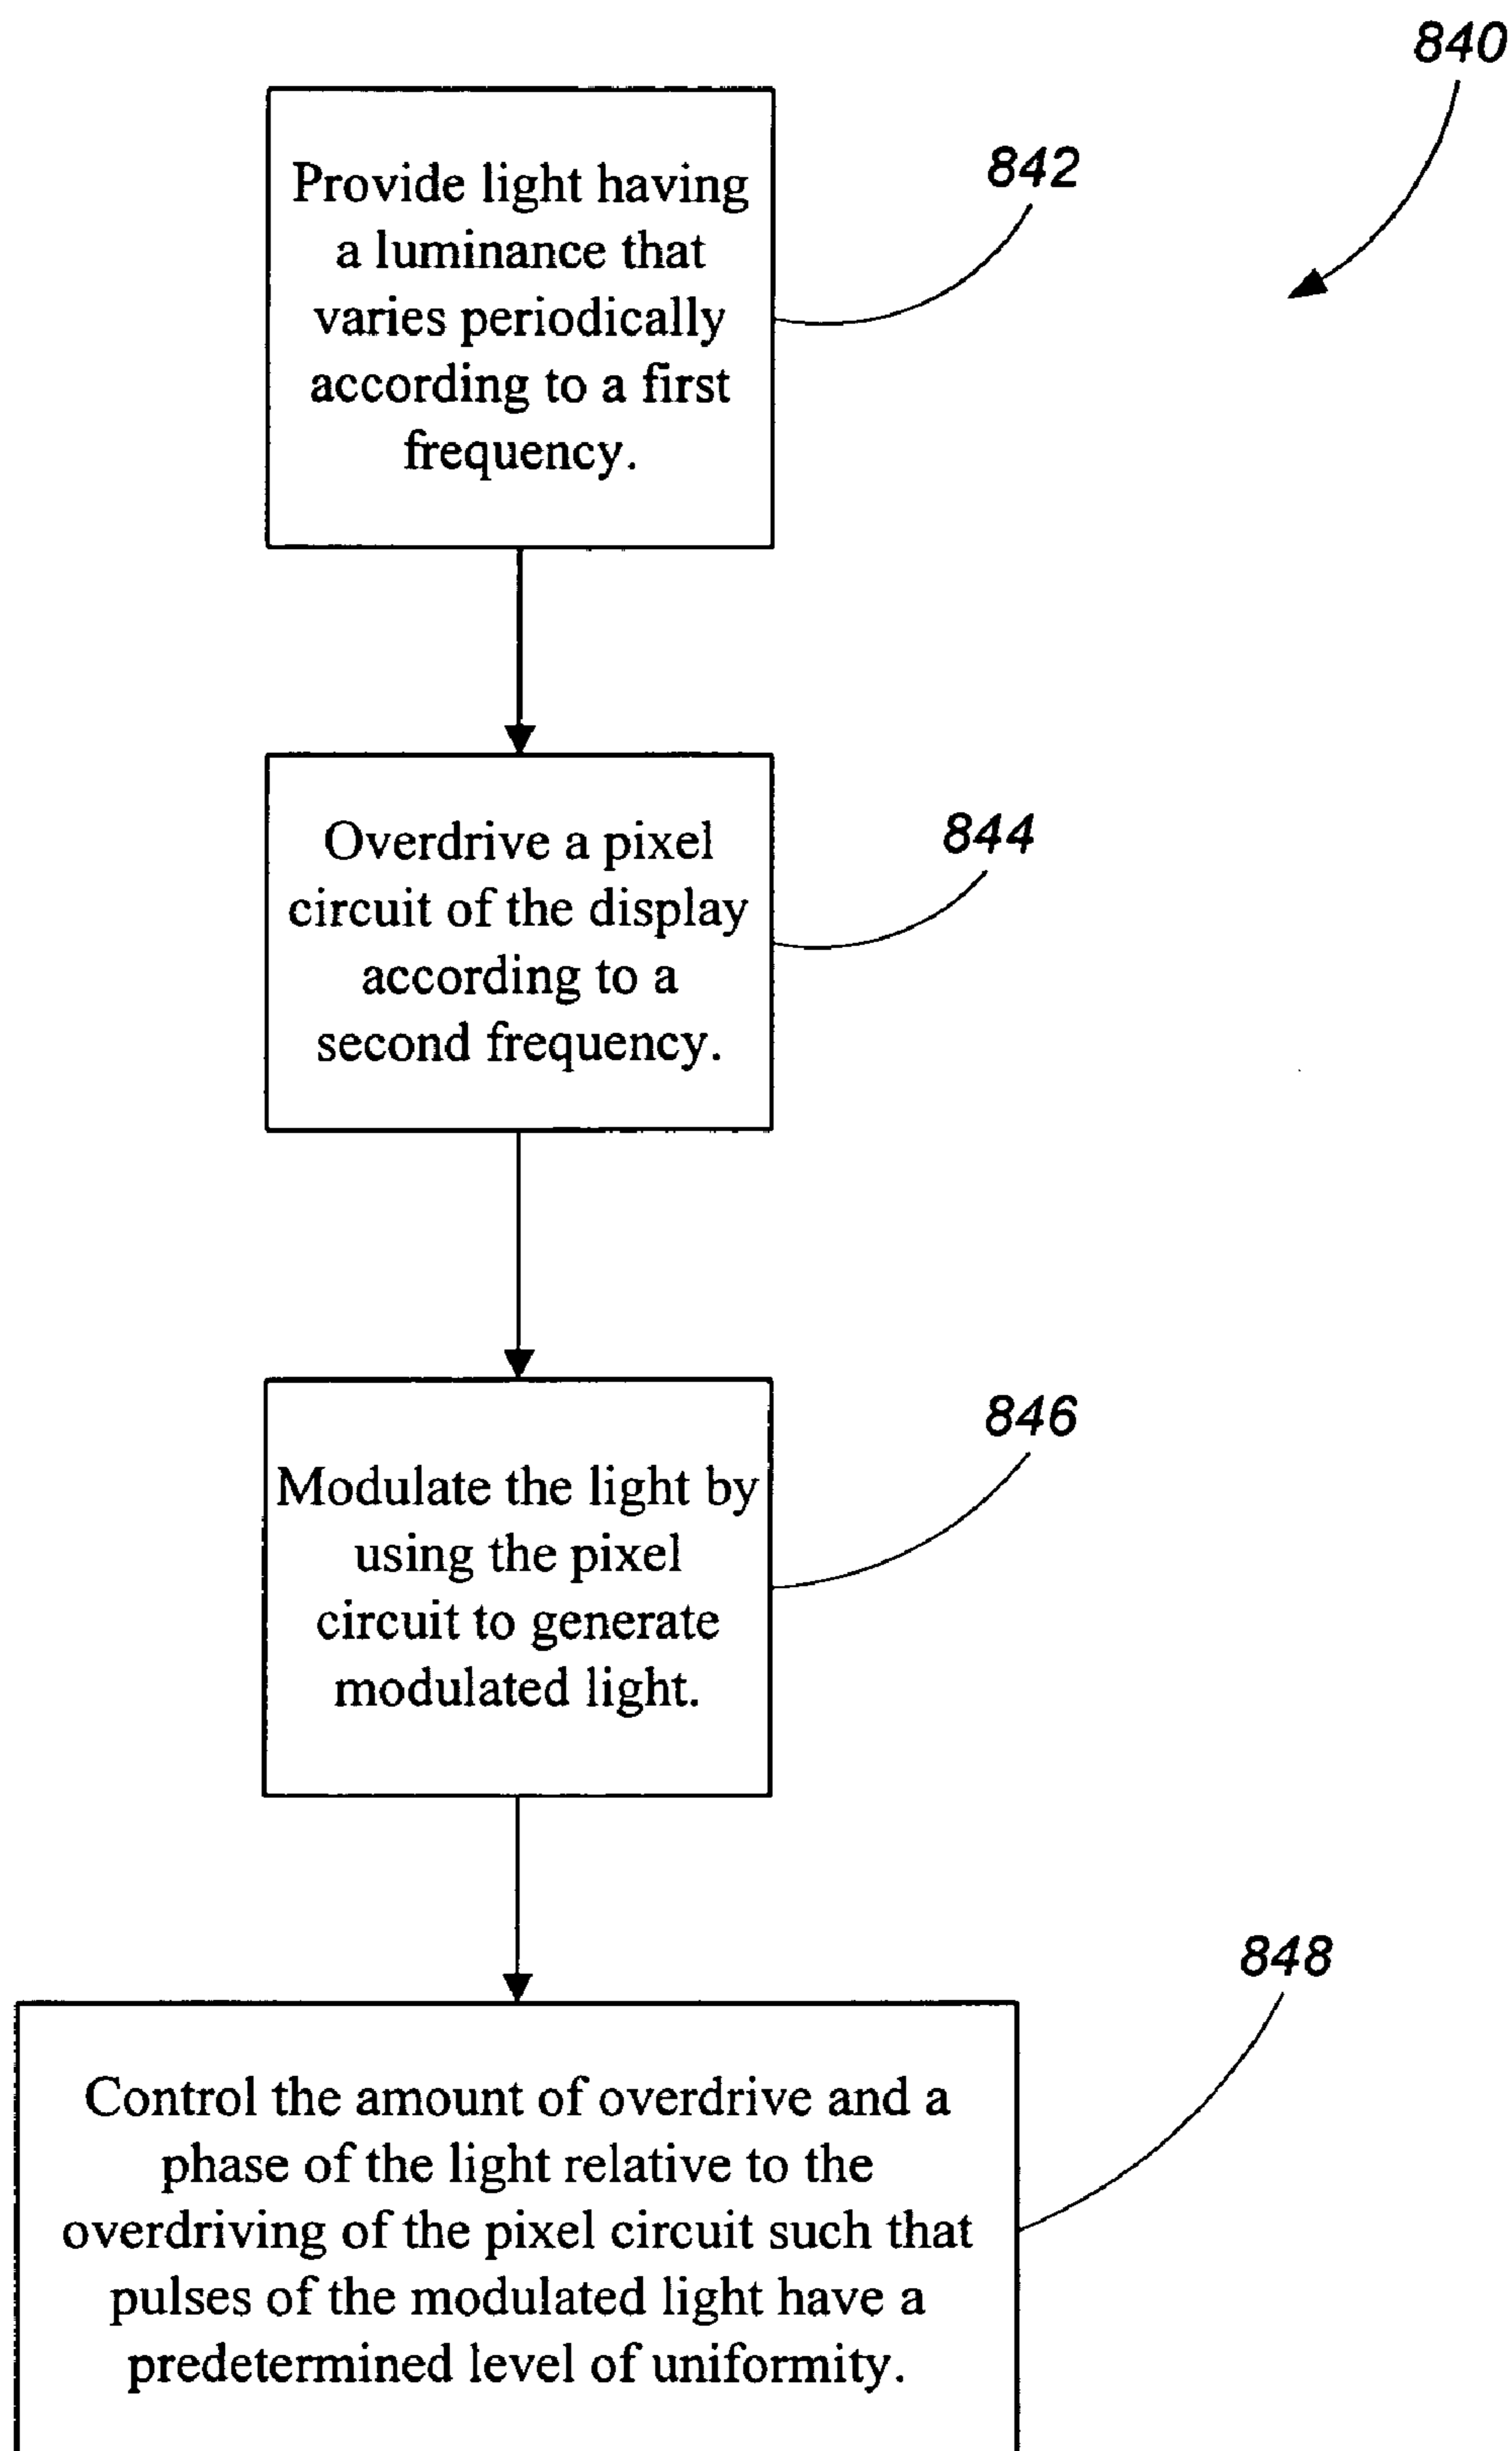 840
Provide light having
a luminance that
varies periodically
according to a first
frequency.
842
Overdrive a pixel
circuit of the display
according to a
second frequency.
844
Modulate the light by
using the pixel
circuit to generate
modulated light.
846
Control the amount of overdrive and a
phase of the light relative to the
overdriving of the pixel circuit such that
pulses of the modulated light have a
predetermined level of uniformity.
848